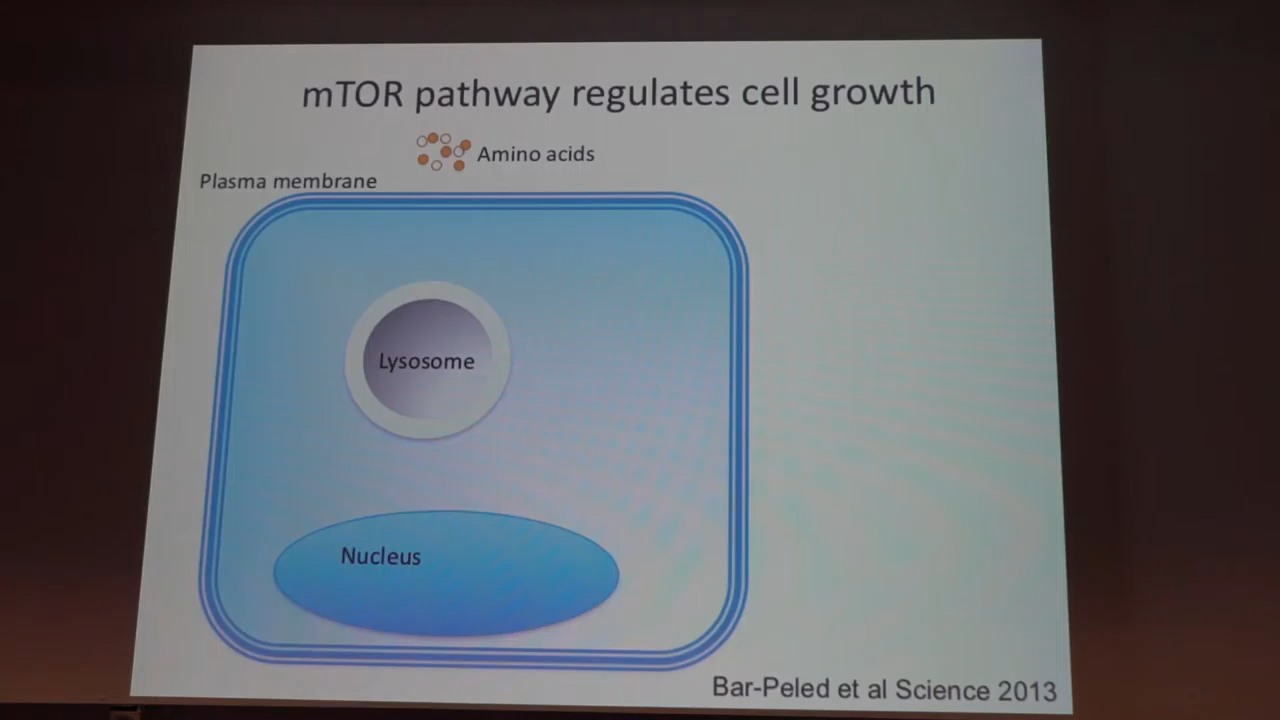 mTOR pathway regulates cell growth
Amino acids
Plasma membrane
Lysosome
Nucleus
Bar-Peled et al Science 2013